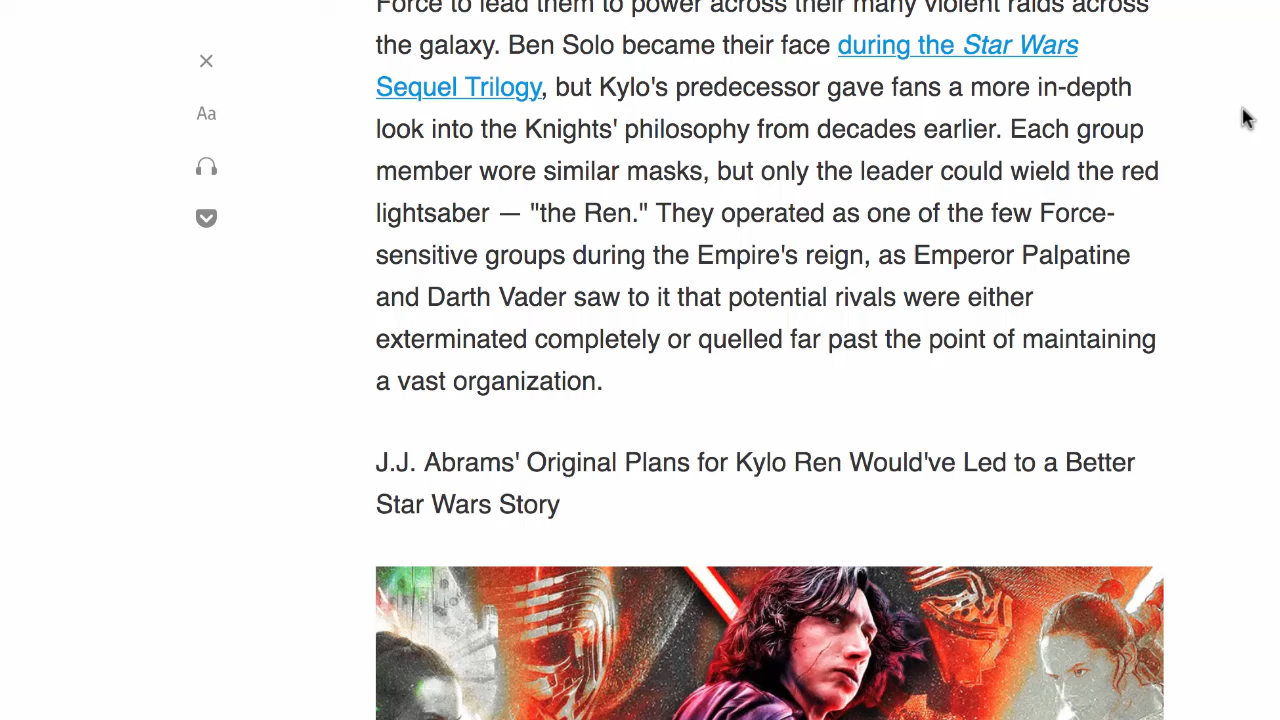 Force to lead them to power across their many violent raids across
the galaxy. Ben Solo became their face during the Star Wars
Sequel Trilogy, but Kylo's predecessor gave fans a more in-depth
Aa
look into the Knights' philosophy from decades earlier. Each group
member wore similar masks, but only the leader could wield the red
lightsaber — "the Ren." They operated as one of the few Force-
sensitive groups during the Empire's reign, as Emperor Palpatine
and Darth Vader saw to it that potential rivals were either
exterminated completely or quelled far past the point of maintaining
a vast organization.
J.J. Abrams' Original Plans for Kylo Ren Would've Led to a Better
Star Wars Story